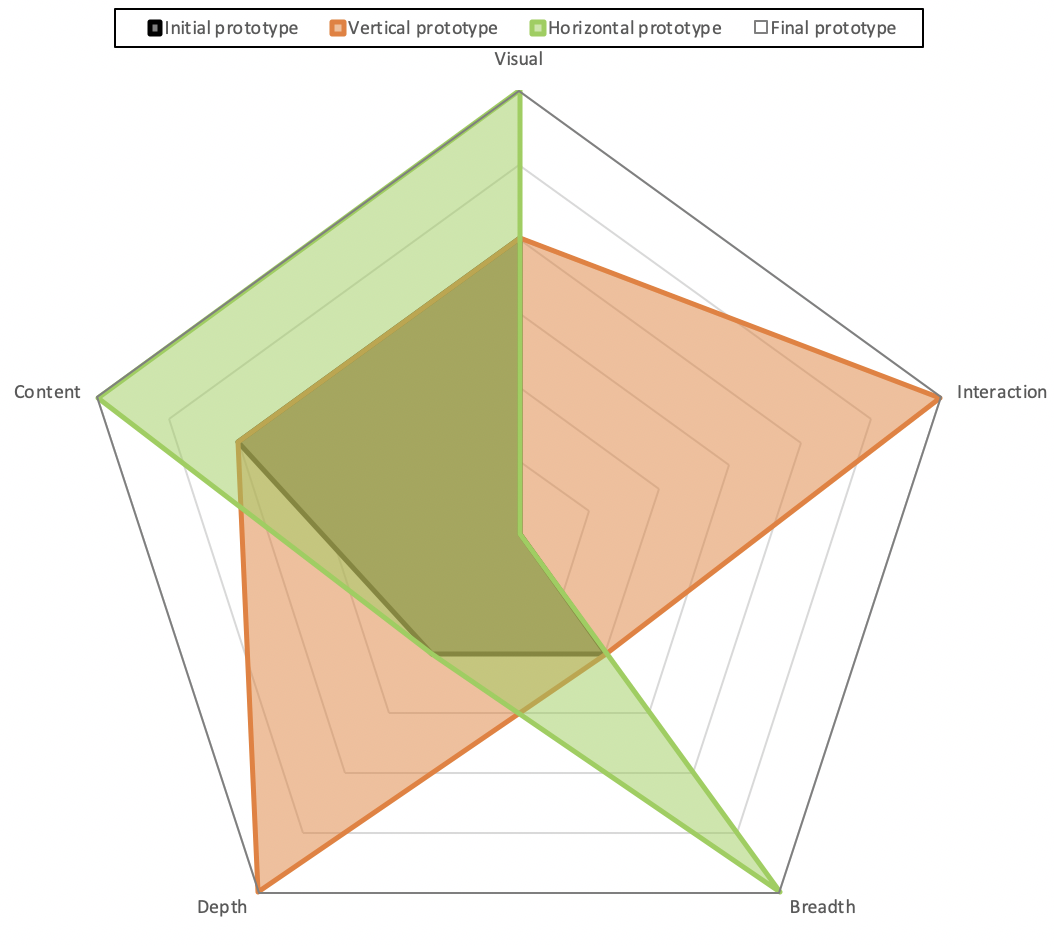 Initial prototype Vertical prototype Horizontal prototype Final prototype
Visual
Content
Interaction
Depth
Breadth